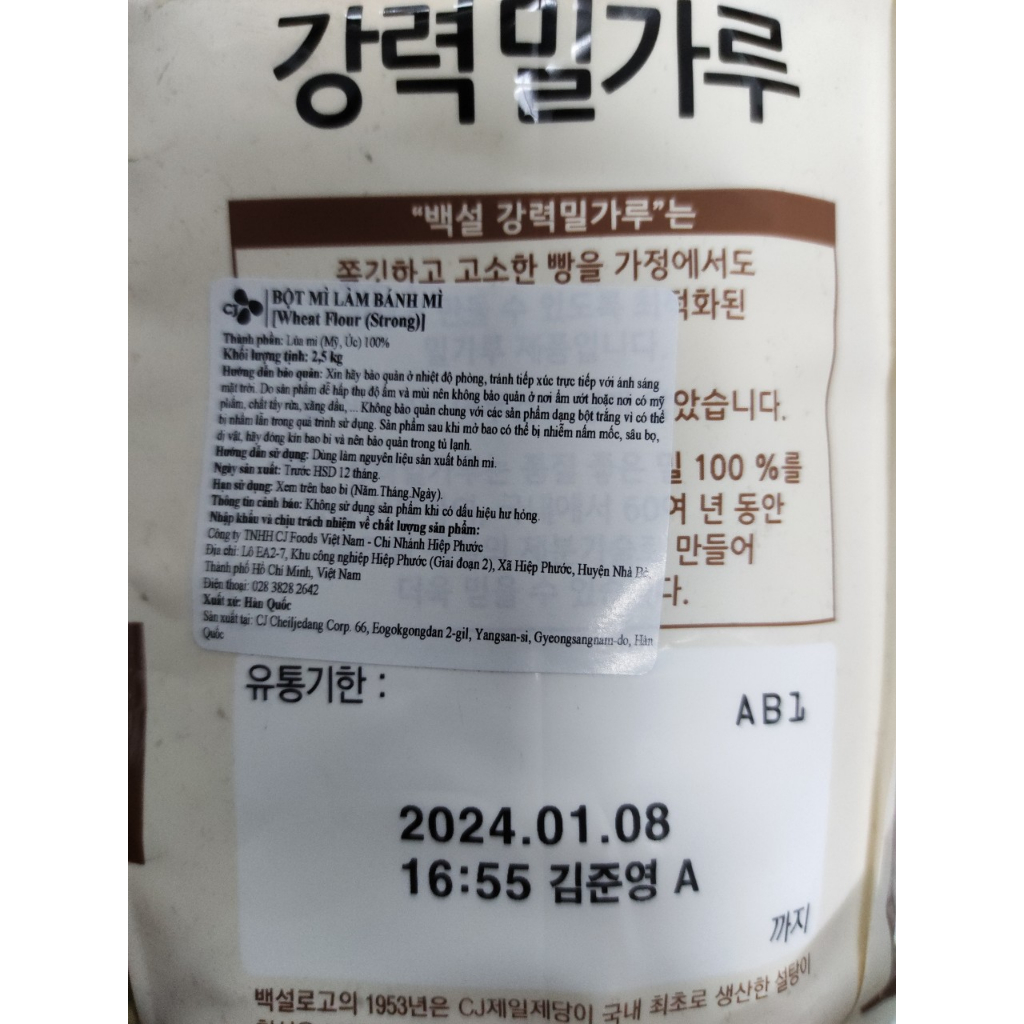 강력밀가루
“백설 강력밀가루”는
쫄깃하고 고소한 빵을 가정에서도
적화된
았습니다.
밀 100 %를
여 년 동안
만들어
다.
CJ
BỘT MÌ LÀM BÁNH MÌ
[Wheat Flour (Strong)]
Thành phần: Lúa mì (Mỹ, Úc) 100%
Khối lượng tịnh: 2,5 kg
Hướng dẫn bảo quản: Xin hãy bảo quản ở nhiệt độ phòng, tránh tiếp xúc trực tiếp với ánh sáng
mặt trời. Do sản phẩm dễ hấp thu độ ẩm và mùi nên không bảo quản ở nơi ẩm ướt hoặc nơi có mỹ
phẩm, chất tẩy rửa, xăng dầu, ... Không bảo quản chung với các sản phẩm dạng bột trắng vì có thể
bị nhầm lẫn trong quá trình sử dụng. Sản phẩm sau khi mở bao có thể bị nhiễm nấm mốc, sâu bọ,
dị vật, hãy đóng kín bao bì và nên bảo quản trong tủ lạnh.
Hướng dẫn sử dụng: Dùng làm nguyên liệu sản xuất bánh mì.
Ngày sản xuất: Trước HSD 12 tháng.
Hạn sử dụng: Xem trên bao bì (Năm.Tháng.Ngày).
Thông tin cảnh báo: Không sử dụng sản phẩm khi có dấu hiệu hư hỏng.
Nhập khẩu và chịu trách nhiệm về chất lượng sản phẩm:
Công ty TNHH CJ Foods Việt Nam - Chi Nhánh Hiệp Phước
Địa chỉ: Lô EA2-7, Khu công nghiệp Hiệp Phước (Giai đoạn 2), Xã Hiệp Phước, Huyện Nhà Bè,
Thành phố Hồ Chí Minh, Việt Nam
Điện thoại: 028 3828 2642
Xuất xứ: Hàn Quốc
Sản xuất tại: CJ Cheiljedang Corp. 66, Eogokgongdan 2-gil, Yangsan-si, Gyeongsangnam-do, Hàn
Quốc
유통기한 :
AB1
2024.01.08
16:55 김준영 A
까지
백설로고의 1953년은 CJ제일제당이 국내 최초로 생산한 설탕이